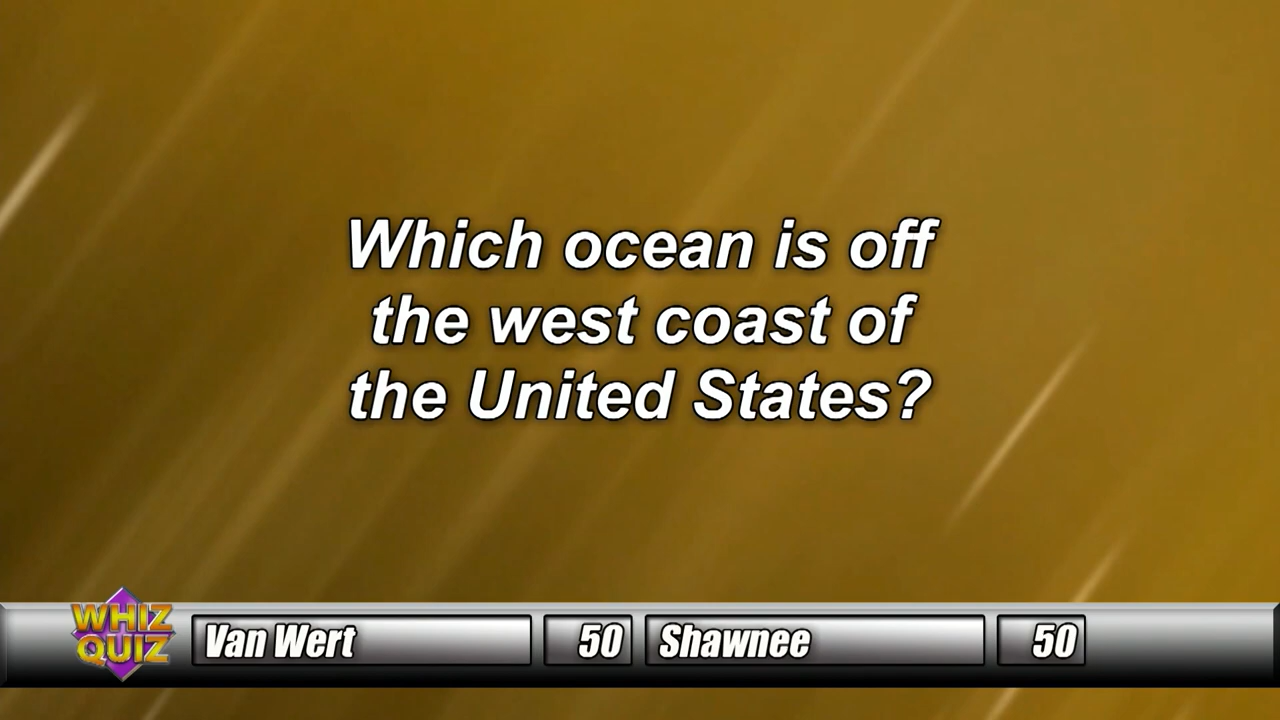 Which ocean is off
the west coast of
the United States?
WHIZ
QUIZ
Van Wert 50 Shawnee 50